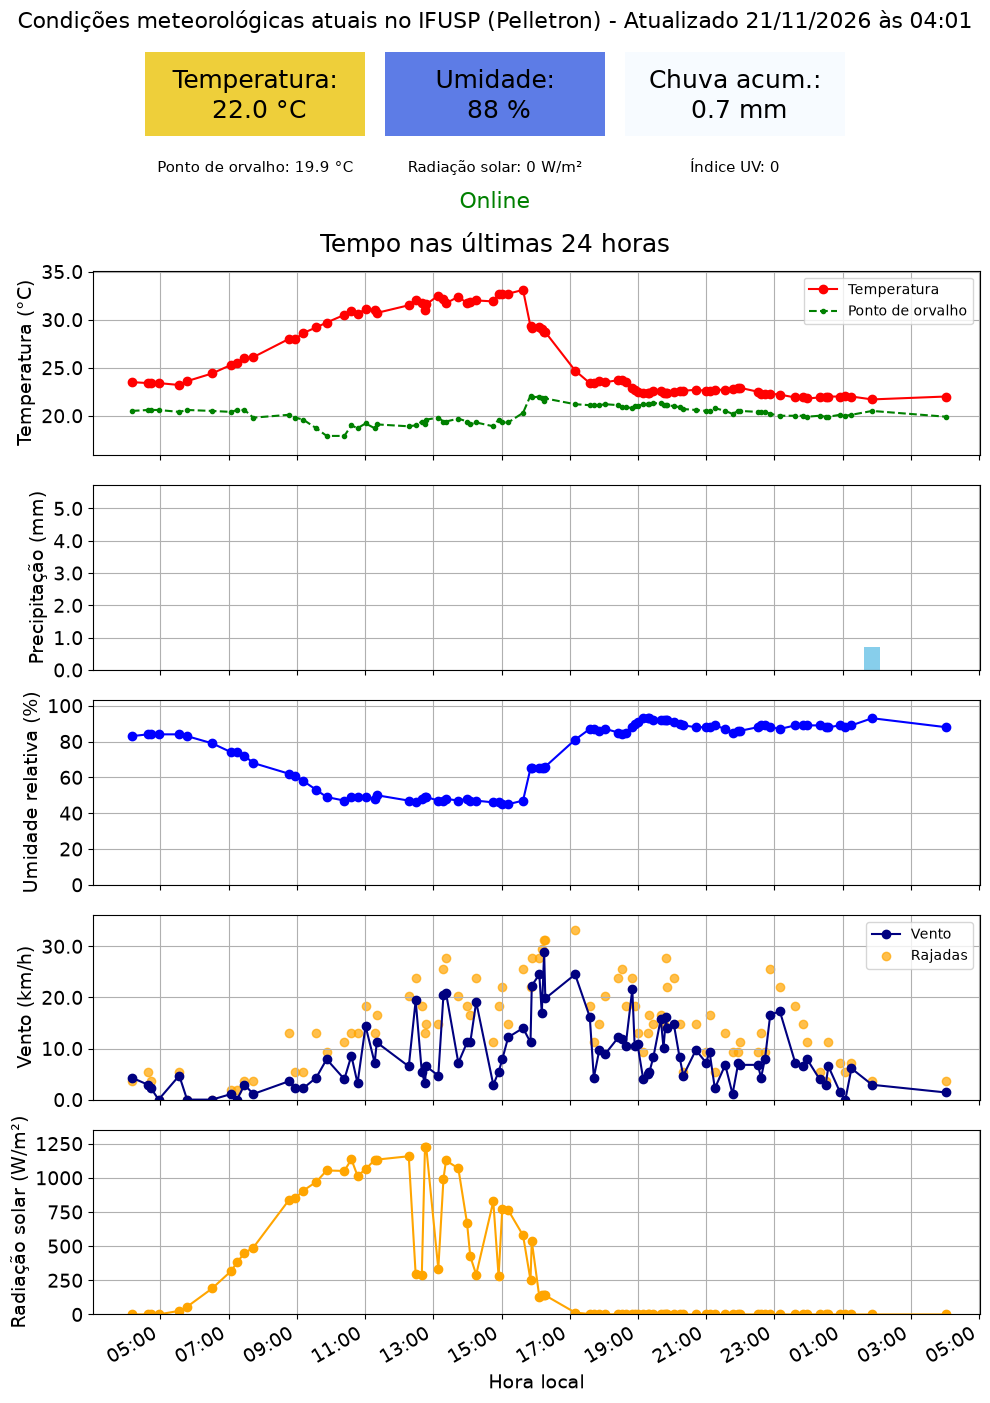 Condições meteorológicas atuais no IFUSP (Pelletron) - Atualizado 21/11/2026 às 04:01
Temperatura:
22.0 °C
Umidade:
88 %
Chuva acum.:
0.7 mm
Ponto de orvalho: 19.9 °C
Radiação solar: 0 W/m²
Índice UV: 0
Online
Tempo nas últimas 24 horas
Temperatura (°C)
35.0
30.0
25.0
20.0
Temperatura
Ponto de orvalho
Precipitação (mm)
5.0
4.0
3.0
2.0
1.0
0.0
Umidade relativa (%)
100
80
60
40
20
0
Vento (km/h)
30.0
20.0
10.0
0.0
Vento
Rajadas
Radiação solar (W/m²)
1250
1000
750
500
250
0
05:00
07:00
09:00
11:00
13:00
15:00
17:00
19:00
21:00
23:00
01:00
03:00
05:00
Hora local